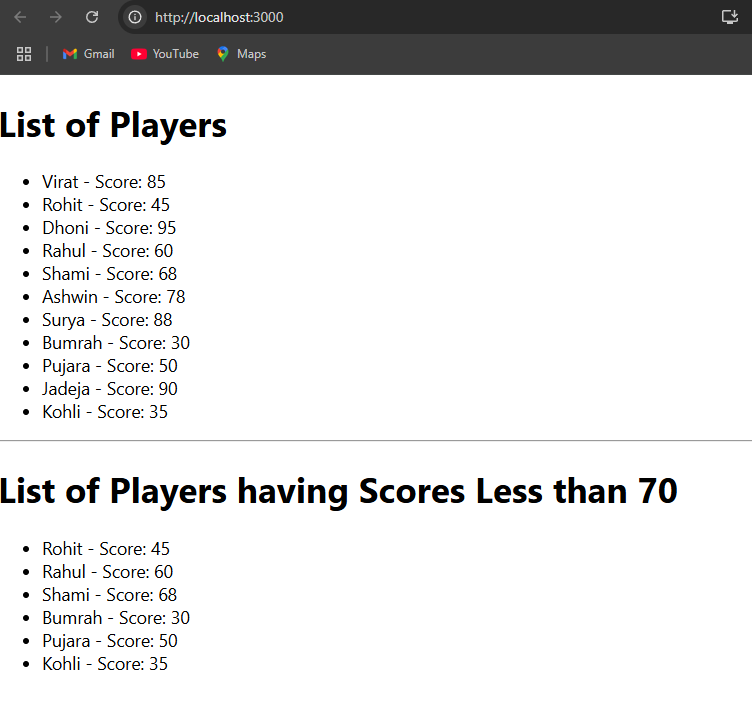 http://localhost:3000
Gmail YouTube Maps
List of Players
Virat - Score: 85
Rohit - Score: 45
Dhoni - Score: 95
Rahul - Score: 60
Shami - Score: 68
Ashwin - Score: 78
Surya - Score: 88
Bumrah - Score: 30
Pujara - Score: 50
Jadeja - Score: 90
Kohli - Score: 35
List of Players having Scores Less than 70
Rohit - Score: 45
Rahul - Score: 60
Shami - Score: 68
Bumrah - Score: 30
Pujara - Score: 50
Kohli - Score: 35